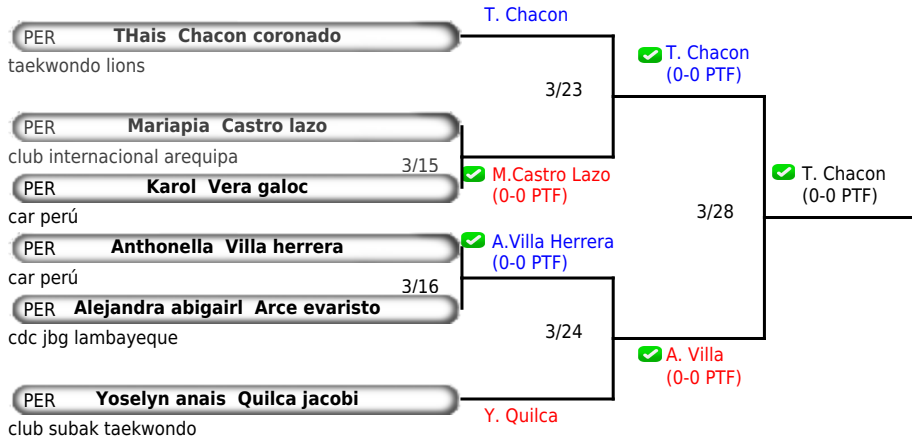 T. Chacon
PER THais Chacon coronado
taekwondo lions
T. Chacon
(0-0 PTF)
3/23
PER Mariapia Castro lazo
club internacional arequipa
3/15
M.Castro Lazo
(0-0 PTF)
PER Karol Vera galoc
car perú
T. Chacon
(0-0 PTF)
3/28
PER Anthonella Villa herrera
car perú
A.Villa Herrera
(0-0 PTF)
3/16
PER Alejandra abigairl Arce evaristo
cdc jbg lambayeque
3/24
A. Villa
(0-0 PTF)
PER Yoselyn anais Quilca jacobi
club subak taekwondo
Y. Quilca